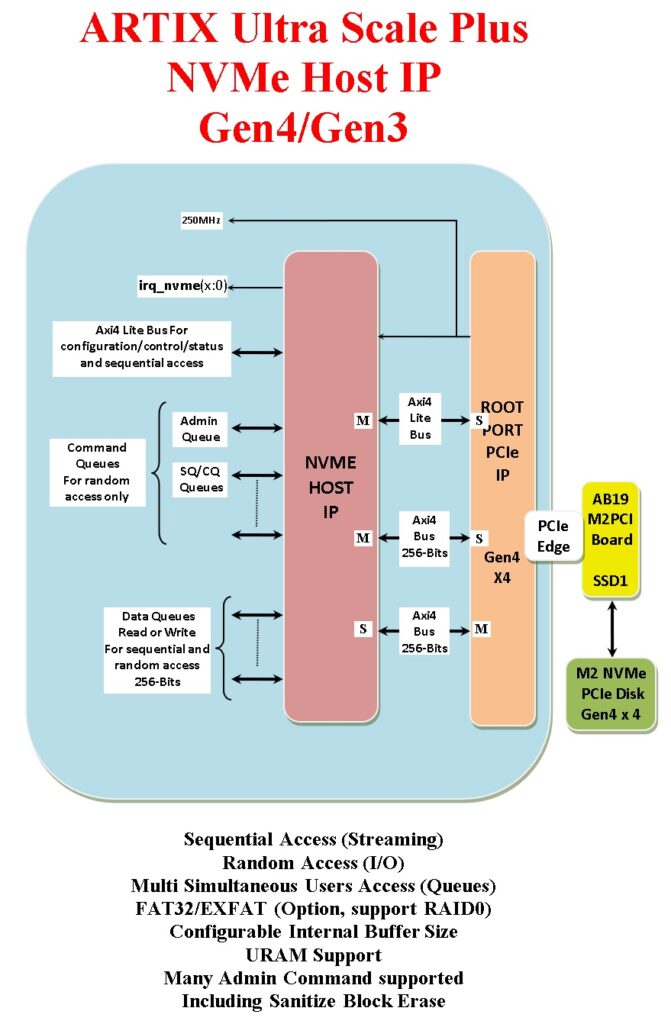 ARTIX Ultra Scale Plus
NVMe Host IP
Gen4/Gen3
250MHz
irq_nvme(x:0)
Axi4 Lite Bus For
configuration/control/status
and sequential access
Command
Queues
For random
access only
Admin
Queue
SQ/CQ
Queues
Data Queues
Read or Write
For sequential and
random access
256-Bits
NVME
HOST
IP
M
Axi4
Lite
Bus
S
M
Axi4
Bus
256-Bits
S
S
Axi4
Bus
256-Bits
M
ROOT
PORT
PCIe
IP
Gen4
X4
PCIe
Edge
AB19
M2PCI
Board
SSD1
M2 NVMe
PCIe Disk
Gen4 x 4
Sequential Access (Streaming)
Random Access (I/O)
Multi Simultaneous Users Access (Queues)
FAT32/EXFAT (Option, support RAID0)
Configurable Internal Buffer Size
URAM Support
Many Admin Command supported
Including Sanitize Block Erase